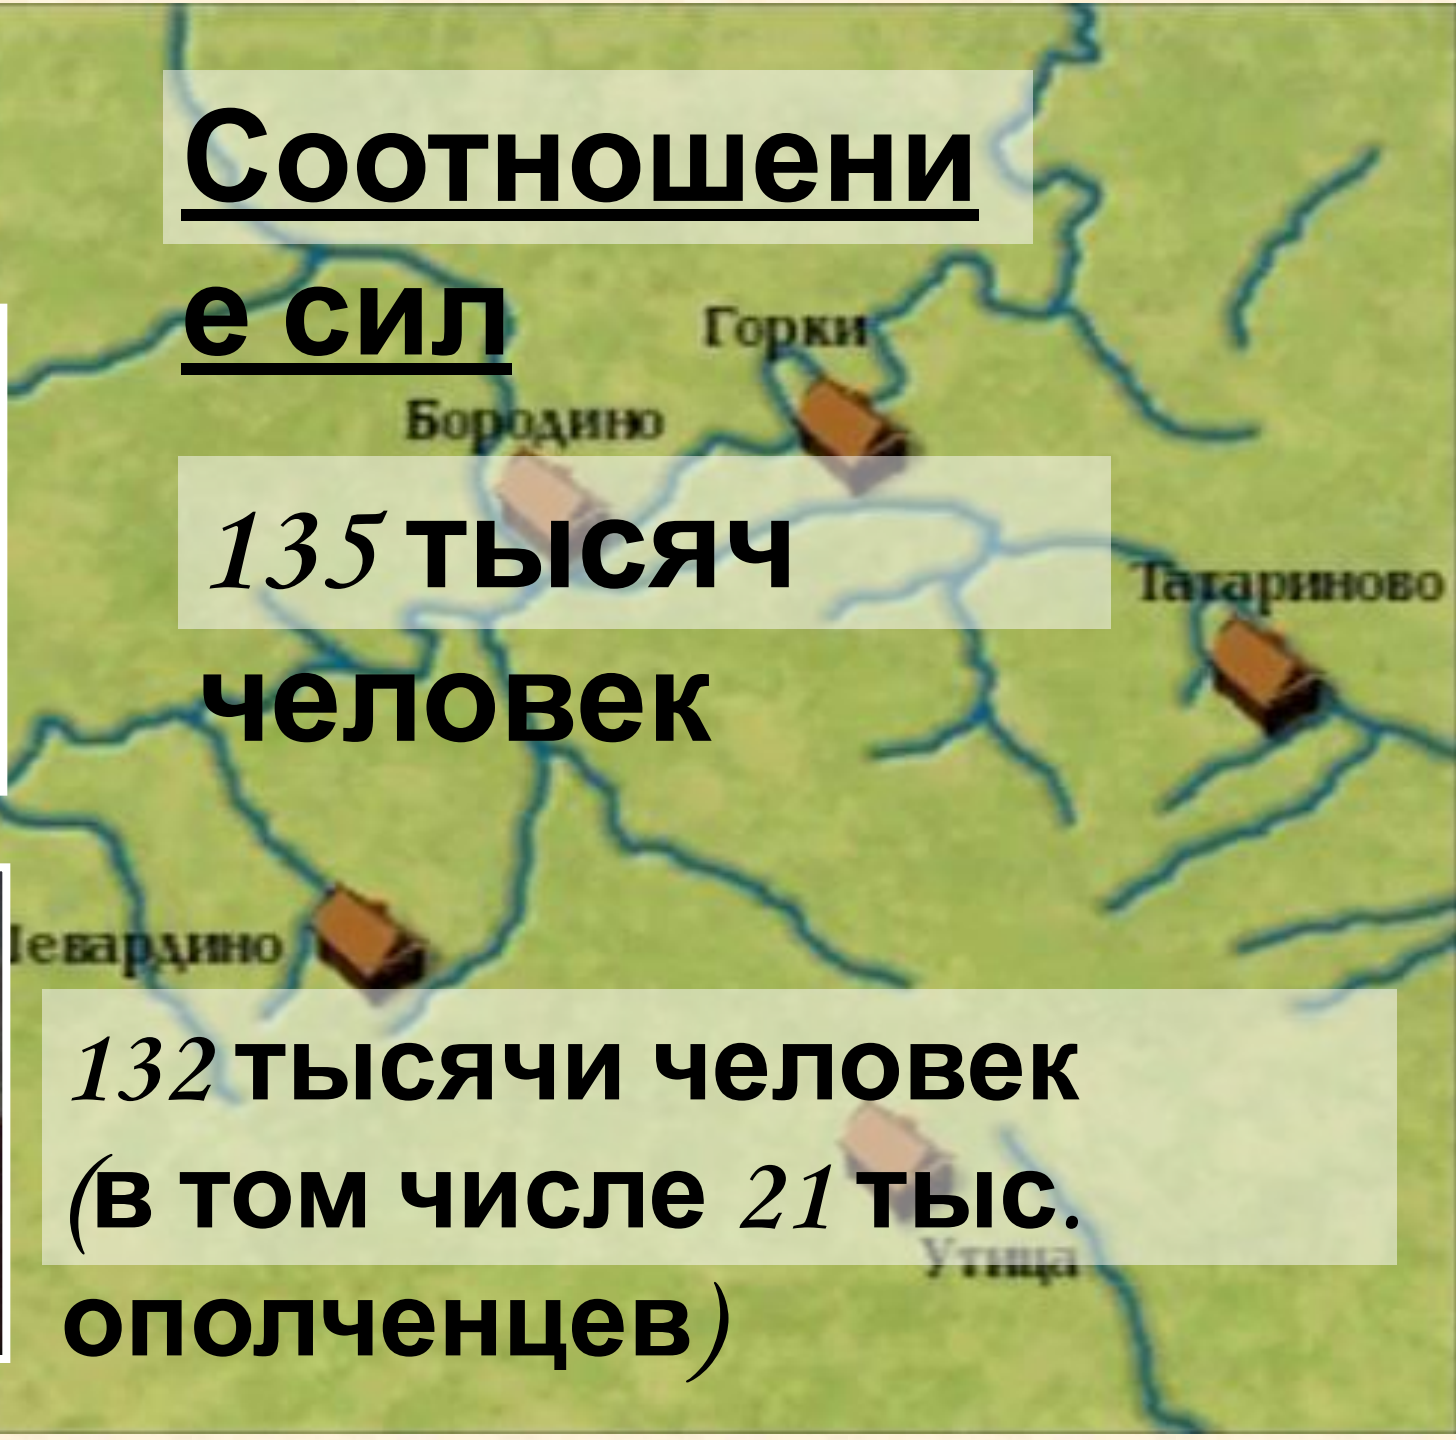 Соотношени
е сил
Горки
Бородино
135 тысяч
Татариново
человек
Шевардино
132 тысячи человек
(в том числе 21 тыс.
Утица
ополченцев)